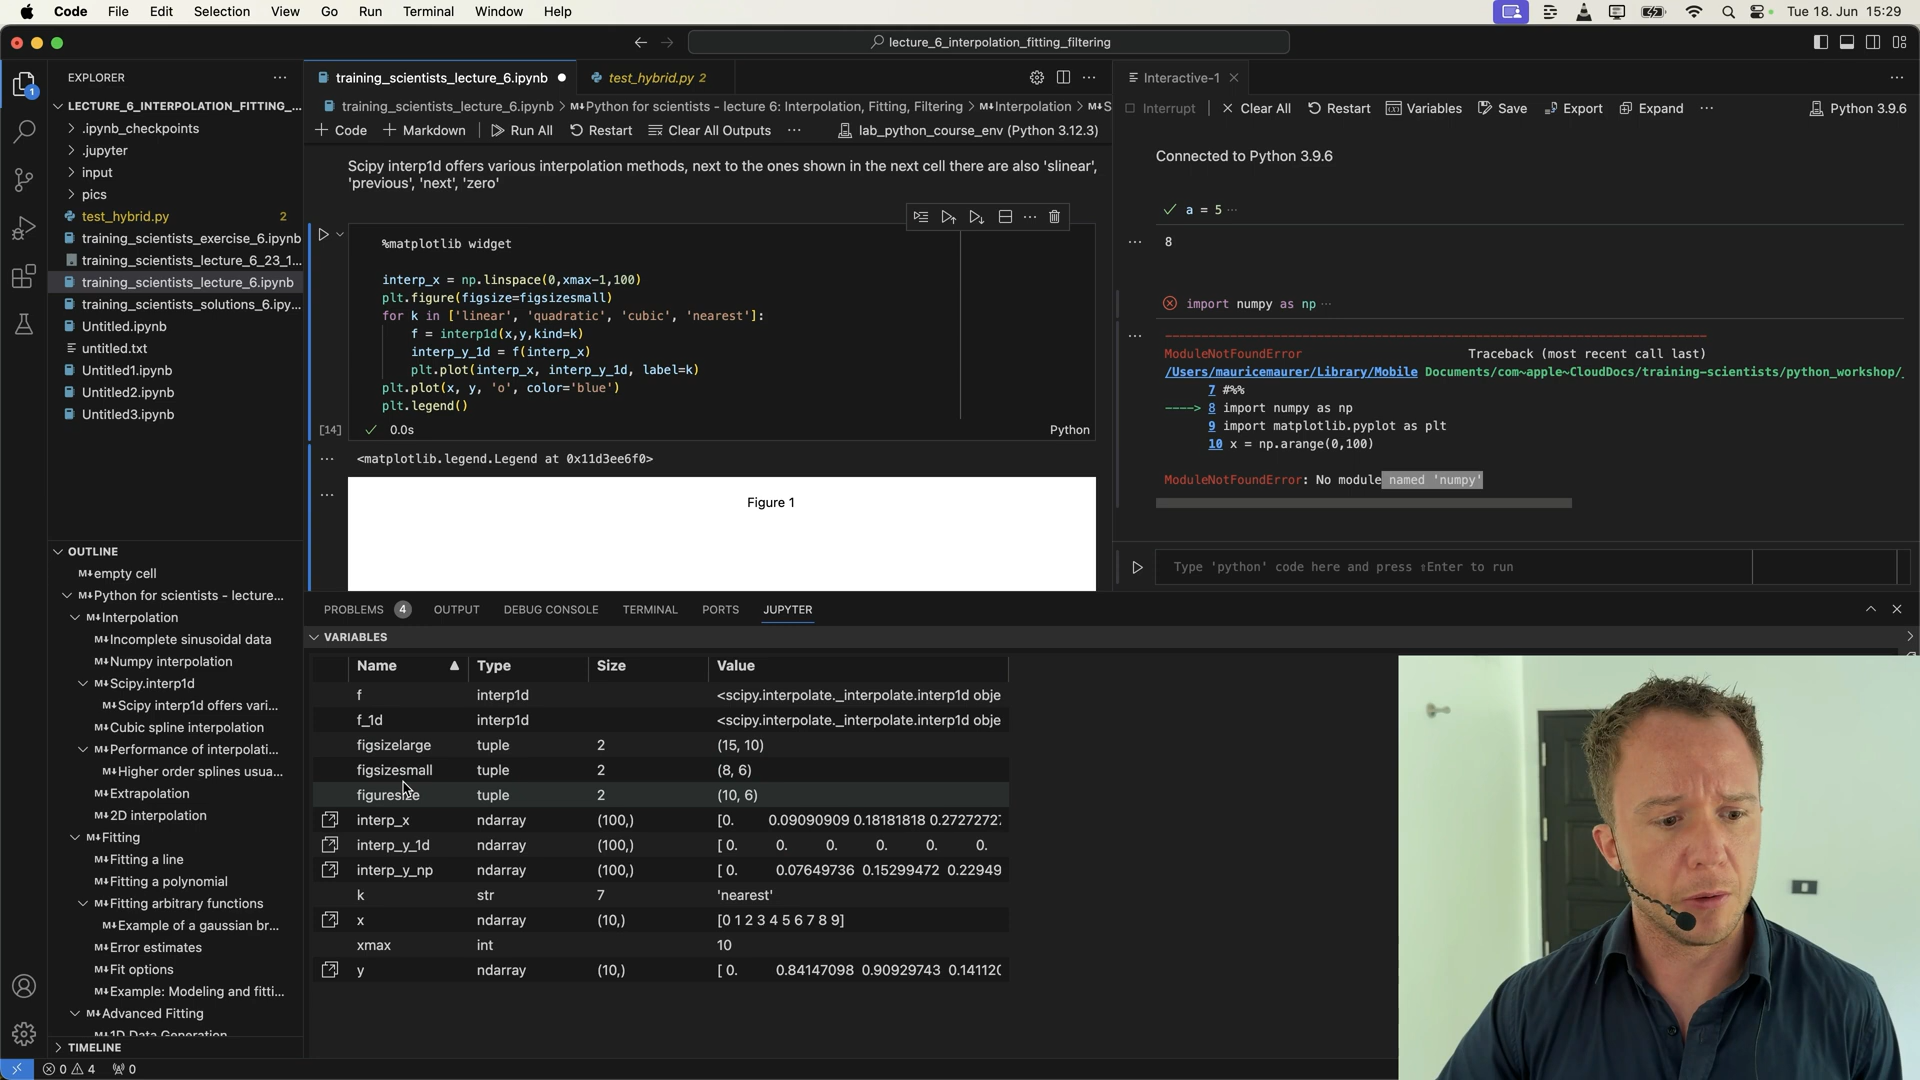 Code File Edit Selection View Go Run Terminal Window Help
Tue 18. Jun 15:29
lecture_6_interpolation_fitting_filtering
EXPLORER
LECTURE_6_INTERPOLATION_FITTING_...
.ipynb_checkpoints
.jupyter
input
pics
test_hybrid.py 2
training_scientists_exercise_6.ipynb
training_scientists_lecture_6_23_1...
training_scientists_lecture_6.ipynb
training_scientists_solutions_6.ipy...
Untitled.ipynb
untitled.txt
Untitled1.ipynb
Untitled2.ipynb
Untitled3.ipynb
1
OUTLINE
empty cell
Python for scientists - lecture...
Interpolation
Incomplete sinusoidal data
Numpy interpolation
Scipy.interp1d
Scipy interp1d offers vari...
Cubic spline interpolation
Performance of interpolati...
Higher order splines usua...
Extrapolation
2D interpolation
Fitting
Fitting a line
Fitting a polynomial
Fitting arbitrary functions
Example of a gaussian br...
Error estimates
Fit options
Example: Modeling and fitti...
Advanced Fitting
1D Data Generation
TIMELINE
0 4 0
training_scientists_lecture_6.ipynb test_hybrid.py 2
training_scientists_lecture_6.ipynb > Python for scientists - lecture 6: Interpolation, Fitting, Filtering > Interpolation > S
Code Markdown Run All Restart Clear All Outputs ... lab_python_course_env (Python 3.12.3)
Scipy interp1d offers various interpolation methods, next to the ones shown in the next cell there are also 'slinear',
'previous', 'next', 'zero'
%matplotlib widget
interp_x = np.linspace(0,xmax-1,100)
plt.figure(figsize=figsizesmall)
for k in ['linear', 'quadratic', 'cubic', 'nearest']:
f = interp1d(x,y,kind=k)
interp_y_1d = f(interp_x)
plt.plot(interp_x, interp_y_1d, label=k)
plt.plot(x, y, 'o', color='blue')
plt.legend()
[14] 0.0s Python
<matplotlib.legend.Legend at 0x11d3ee6f0>
Figure 1
Interactive-1
Interrupt Clear All Restart Variables Save Export Expand ... Python 3.9.6
Connected to Python 3.9.6
a = 5 ...
8
import numpy as np ...
ModuleNotFoundError Traceback (most recent call last)
/Users/mauricemaurer/Library/Mobile Documents/com~apple~CloudDocs/training-scientists/python_workshop/
7 #%%
----> 8 import numpy as np
9 import matplotlib.pyplot as plt
10 x = np.arange(0,100)
ModuleNotFoundError: No module named 'numpy'
Type 'python' code here and press ⇧Enter to run
PROBLEMS 4 OUTPUT DEBUG CONSOLE TERMINAL PORTS JUPYTER
VARIABLES
Name Type Size Value
f interp1d <scipy.interpolate._interpolate.interp1d obje
f_1d interp1d <scipy.interpolate._interpolate.interp1d obje
figsizelarge tuple 2 (15, 10)
figsizesmall tuple 2 (8, 6)
figuresize tuple 2 (10, 6)
interp_x ndarray (100,) [0. 0.09090909 0.18181818 0.2727272
interp_y_1d ndarray (100,) [ 0. 0. 0. 0. 0. 0.
interp_y_np ndarray (100,) [ 0. 0.07649736 0.15299472 0.22949
k str 7 'nearest'
x ndarray (10,) [0 1 2 3 4 5 6 7 8 9]
xmax int 10
y ndarray (10,) [ 0. 0.84147098 0.90929743 0.14112